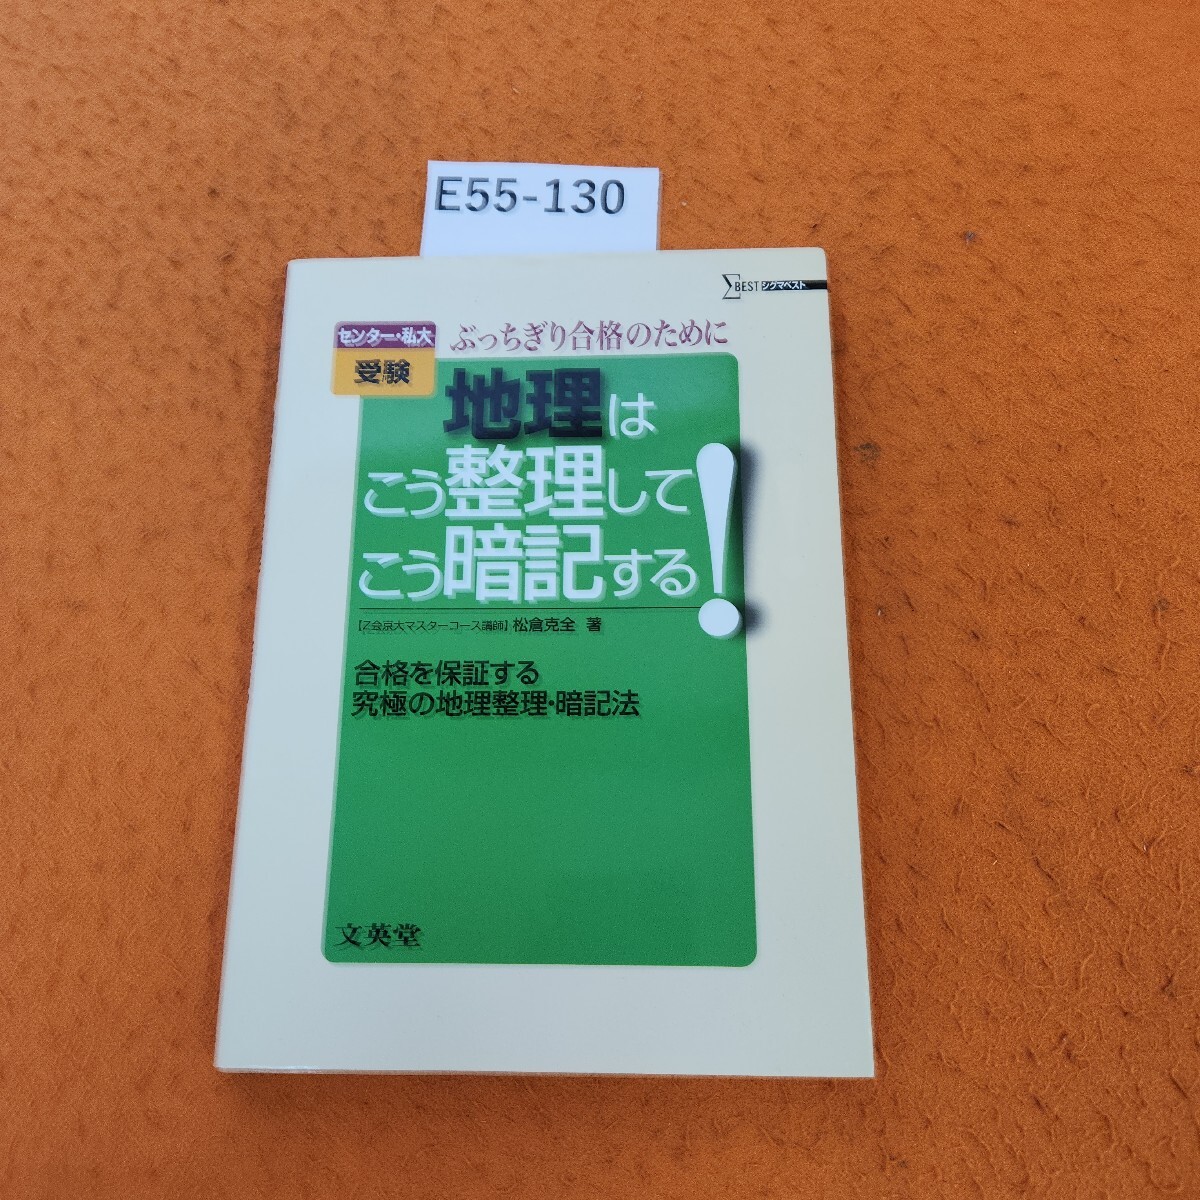 E55-130
ΣBEST シグマベスト
センター・私大
受験
ぶっちぎり合格のために
地理は
こう整理して
こう暗記する!
【Z会京大マスターコース講師】松倉克全 著
合格を保証する
究極の地理整理・暗記法
文英堂